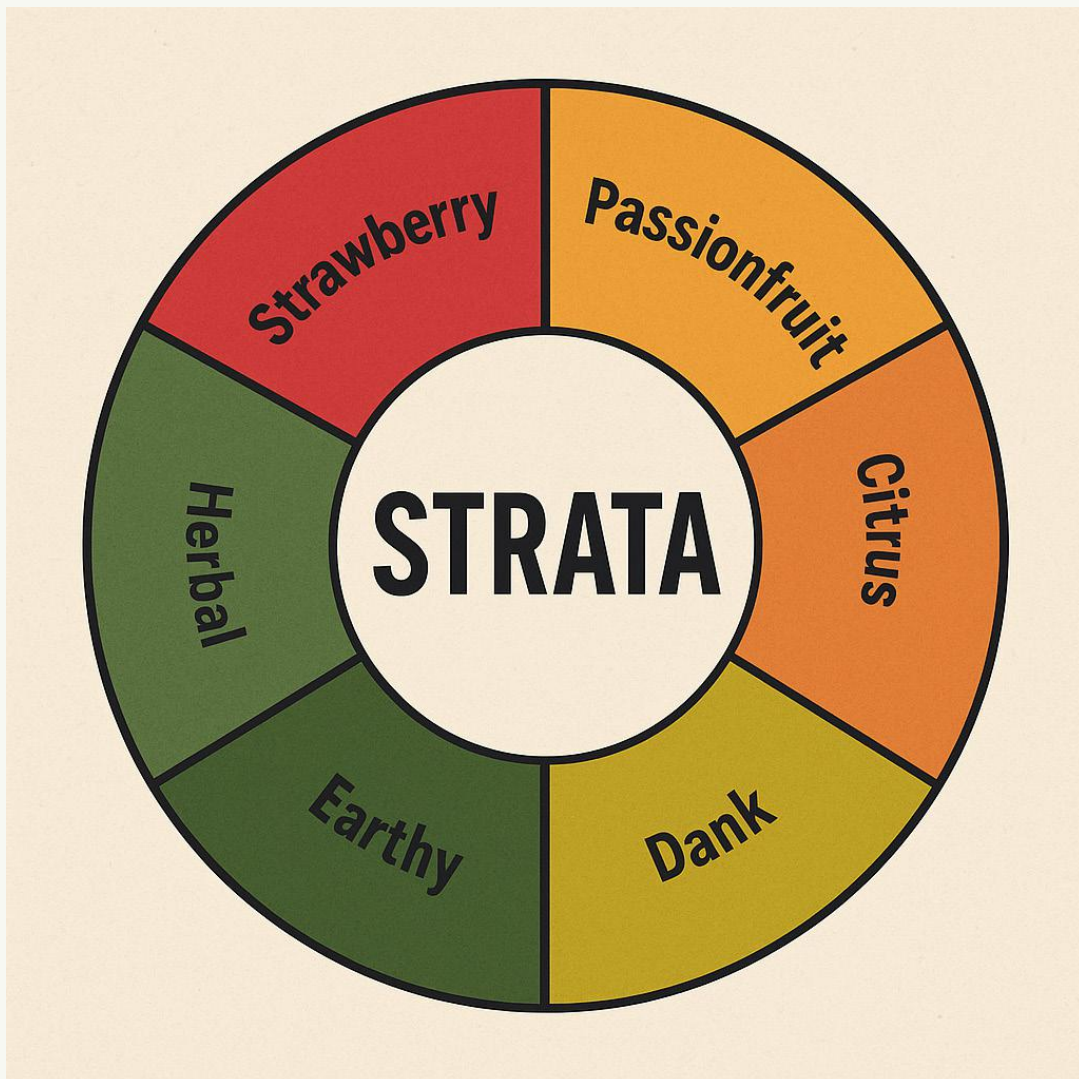 Strawberry
Passionfruit
Citrus
Dank
Earthy
Herbal
STRATA